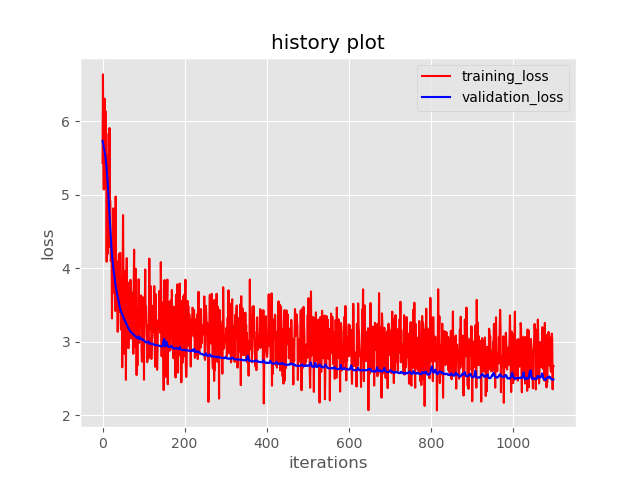 history plot
training_loss
validation_loss
loss
6
5
4
3
2
0 200 400 600 800 1000
iterations